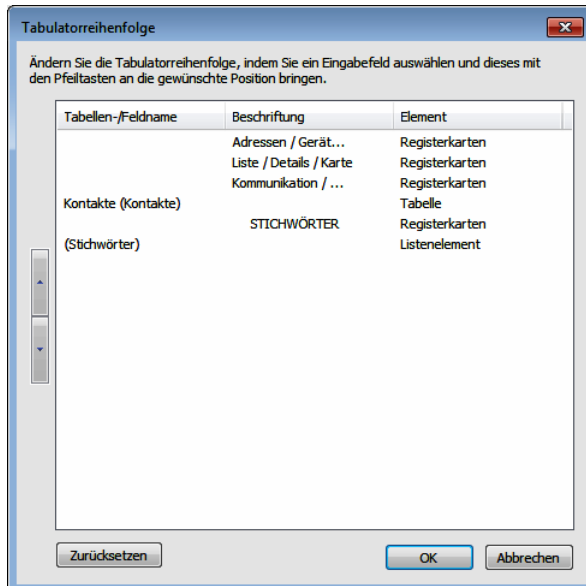 Tabulatorreihenfolge
Ändern Sie die Tabulatorreihenfolge, indem Sie ein Eingabefeld auswählen und dieses mit
den Pfeiltasten an die gewünschte Position bringen.
Tabellen-/Feldname Beschriftung Element
Adressen / Gerät... Registerkarten
Liste / Details / Karte Registerkarten
Kommunikation / ... Registerkarten
Kontakte (Kontakte) Tabelle
STICHWÖRTER Registerkarten
(Stichwörter) Listenelement
Zurücksetzen OK Abbrechen